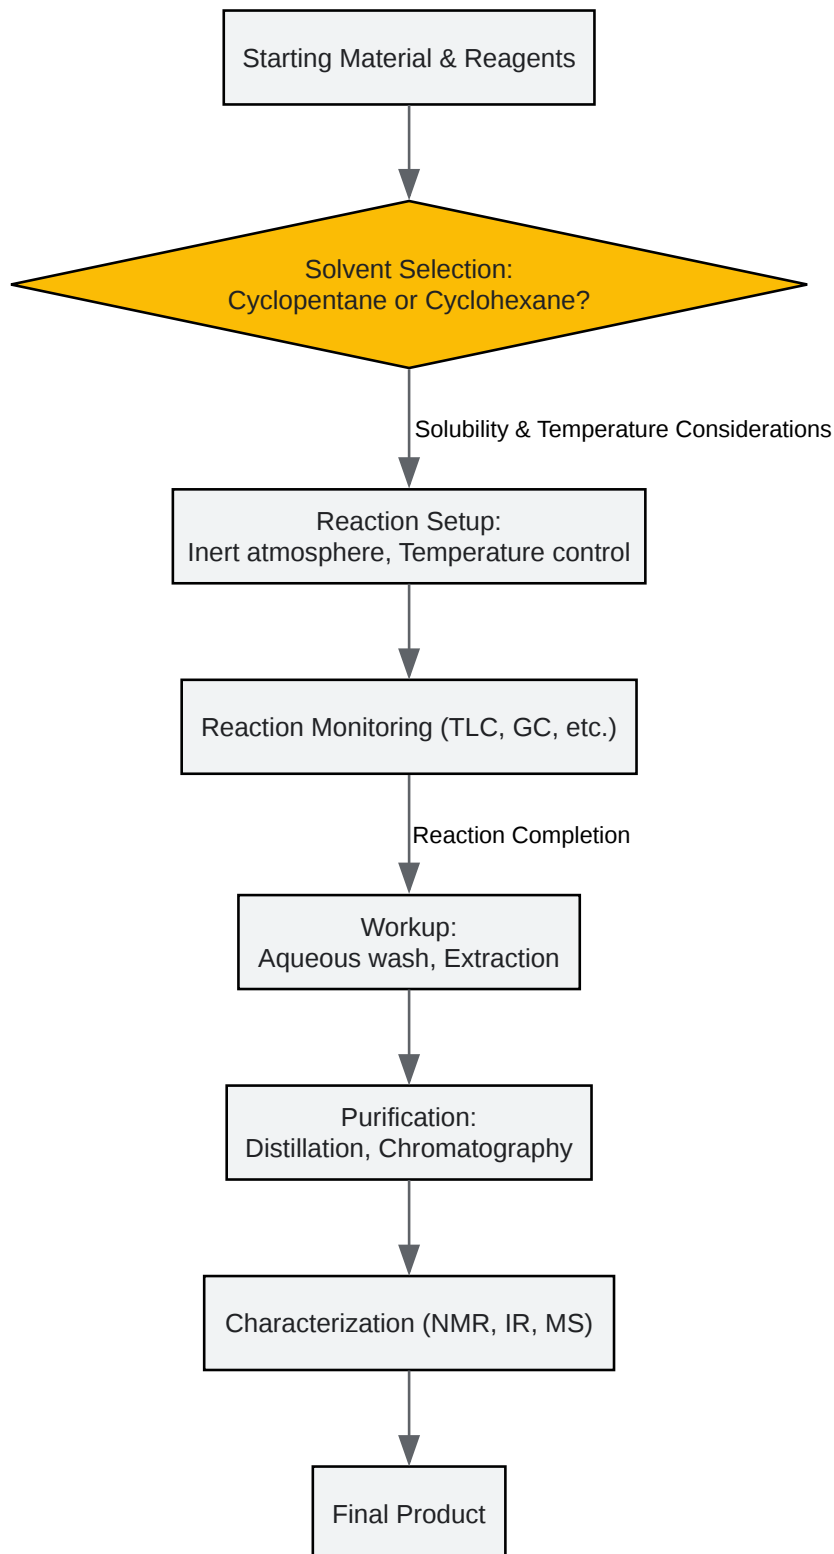 Starting Material & Reagents
Solvent Selection:
Cyclopentane or Cyclohexane?
Solubility & Temperature Considerations
Reaction Setup:
Inert atmosphere, Temperature control
Reaction Monitoring (TLC, GC, etc.)
Reaction Completion
Workup:
Aqueous wash, Extraction
Purification:
Distillation, Chromatography
Characterization (NMR, IR, MS)
Final Product